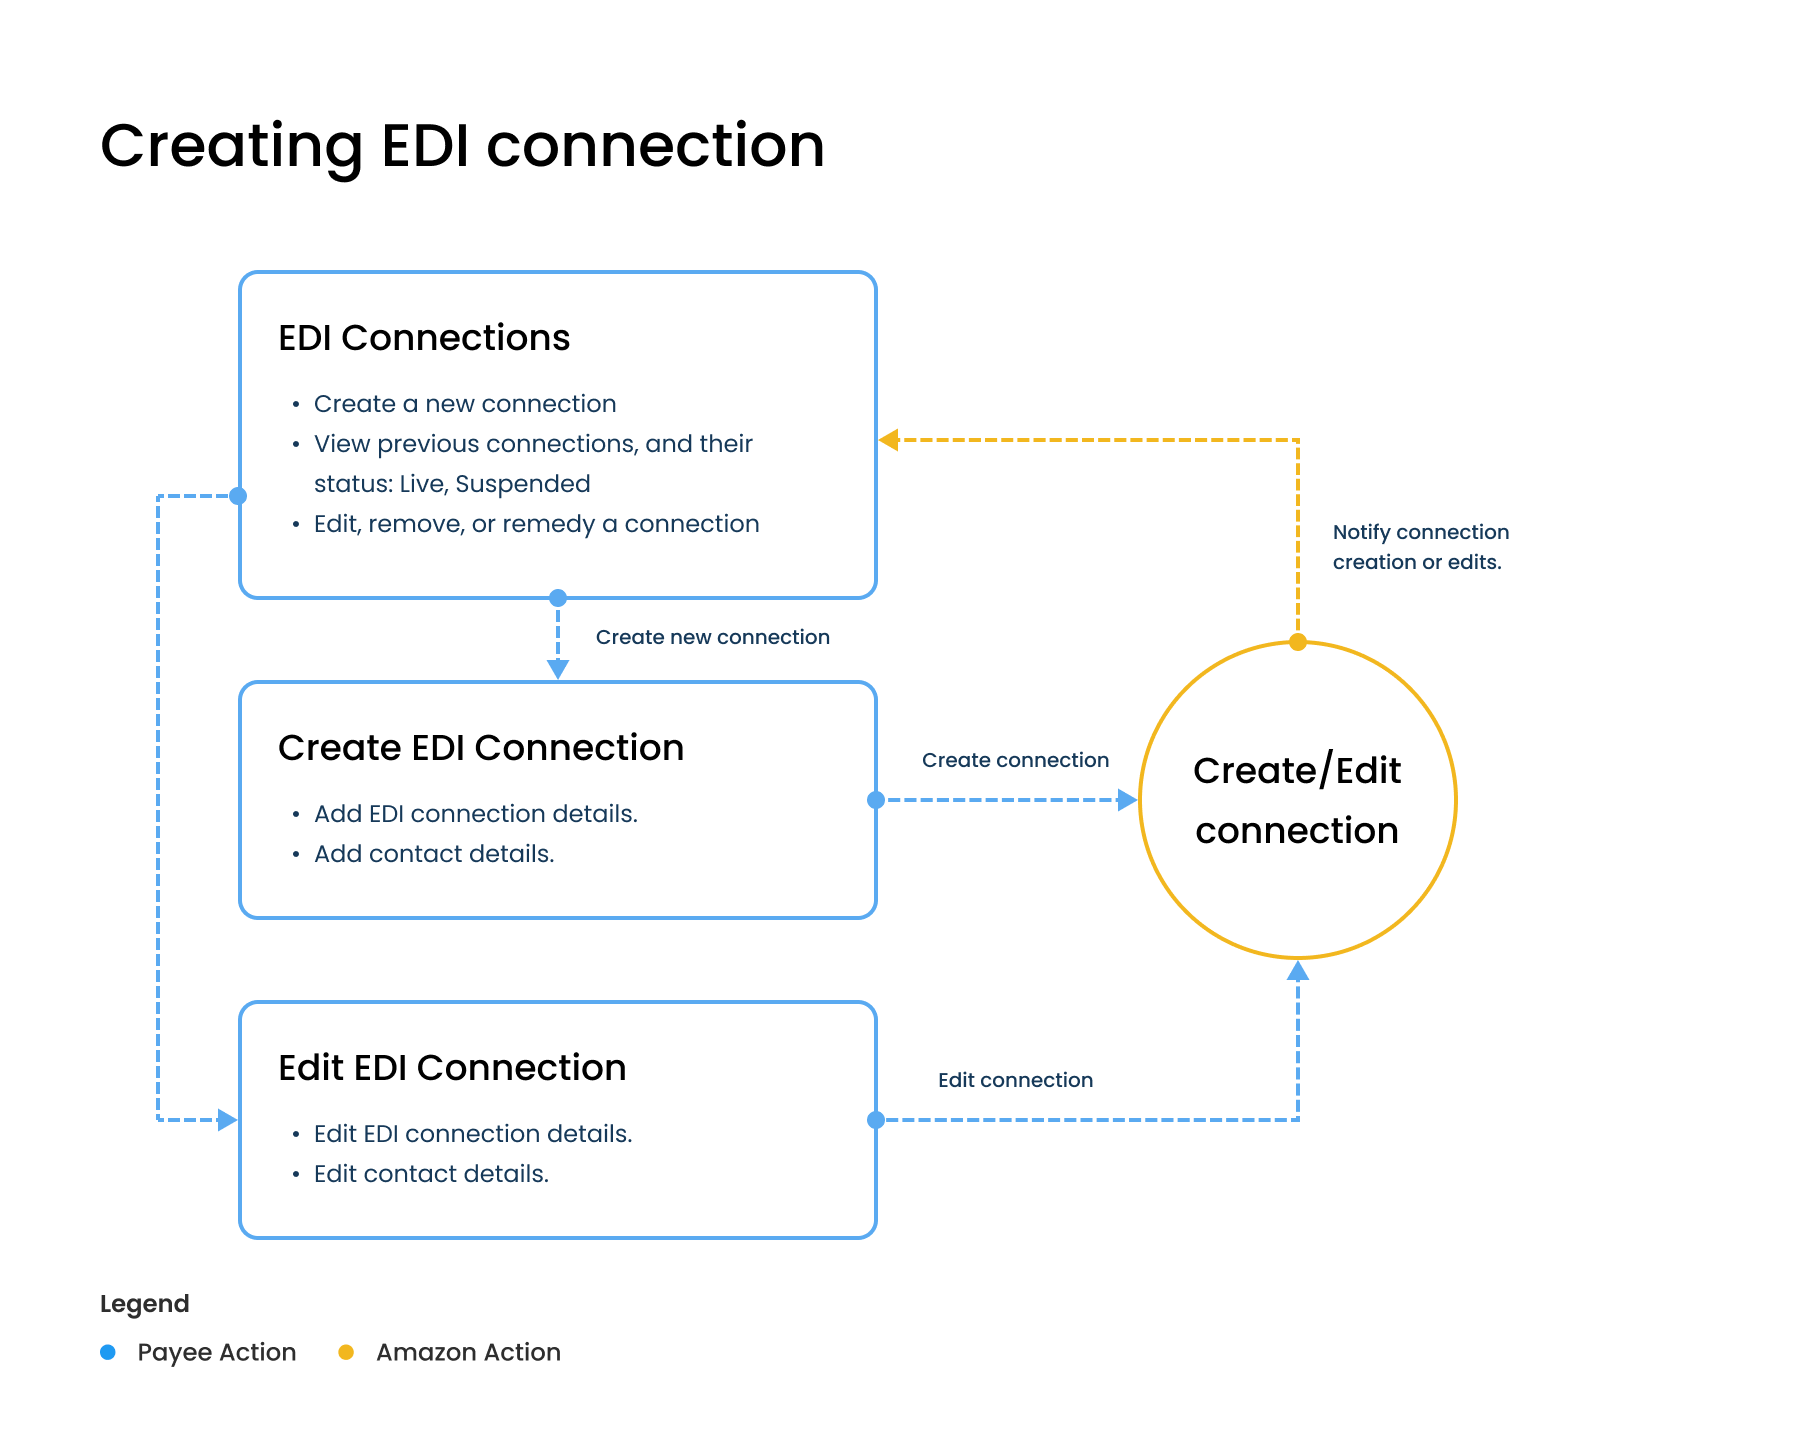 Creating EDI connection
EDI Connections
• Create a new connection
• View previous connections, and their
status: Live, Suspended
• Edit, remove, or remedy a connection
Notify connection
creation or edits.
Create new connection
Create EDI Connection
• Add EDI connection details.
• Add contact details.
Create connection
Create/Edit
connection
Edit EDI Connection
• Edit EDI connection details.
• Edit contact details.
Edit connection
Legend
Payee Action
Amazon Action